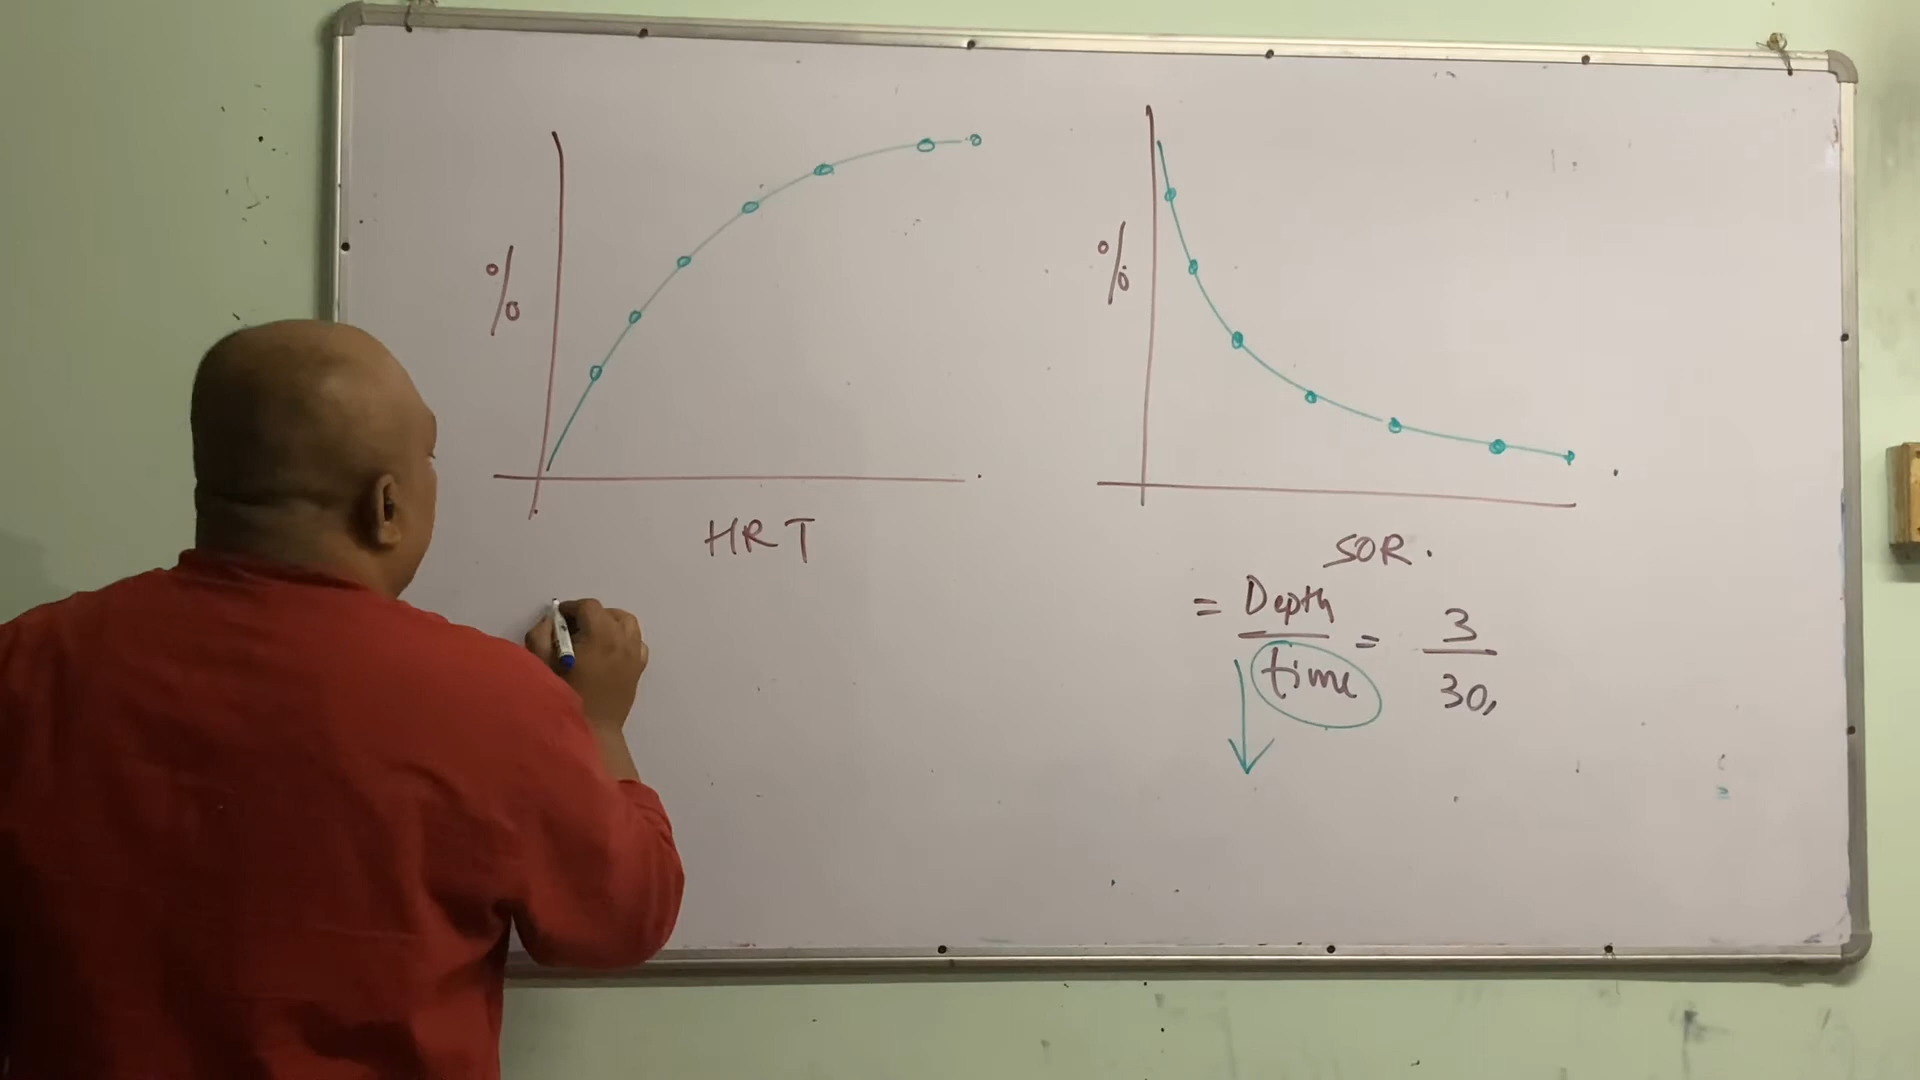 %
HRT
%
SOR.
= Depth / time = 3 / 30,